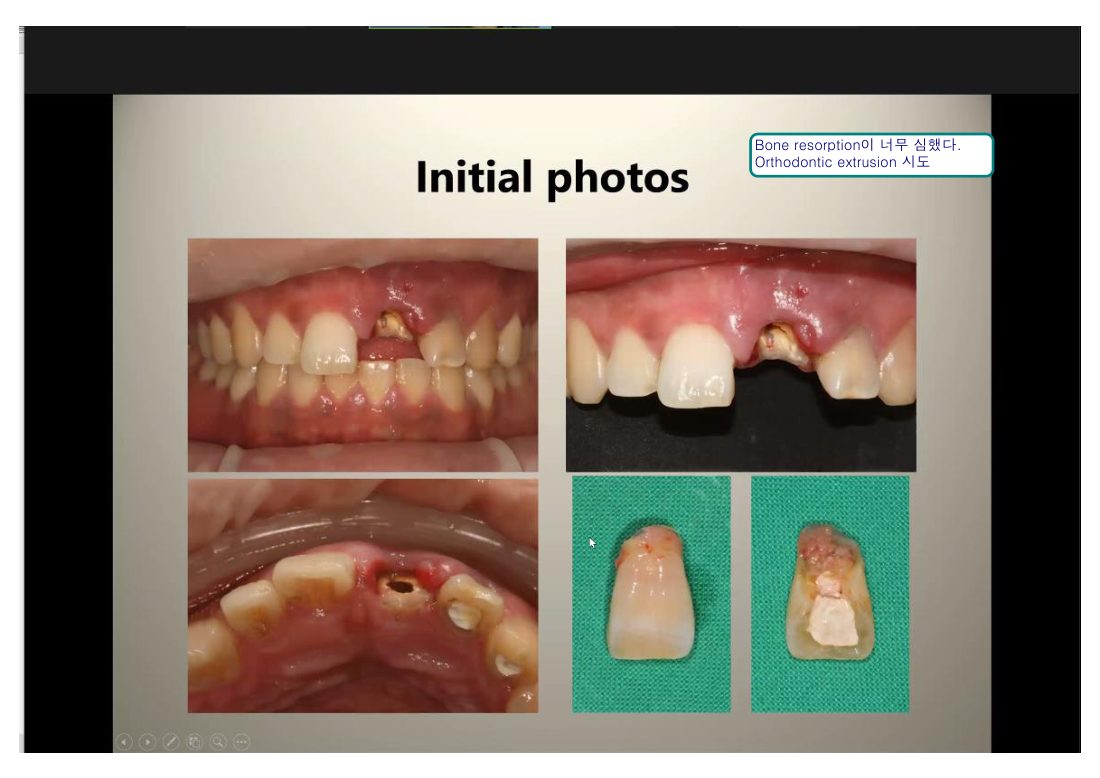 Bone resorption이 너무 심했다.
Orthodontic extrusion 시도
Initial photos